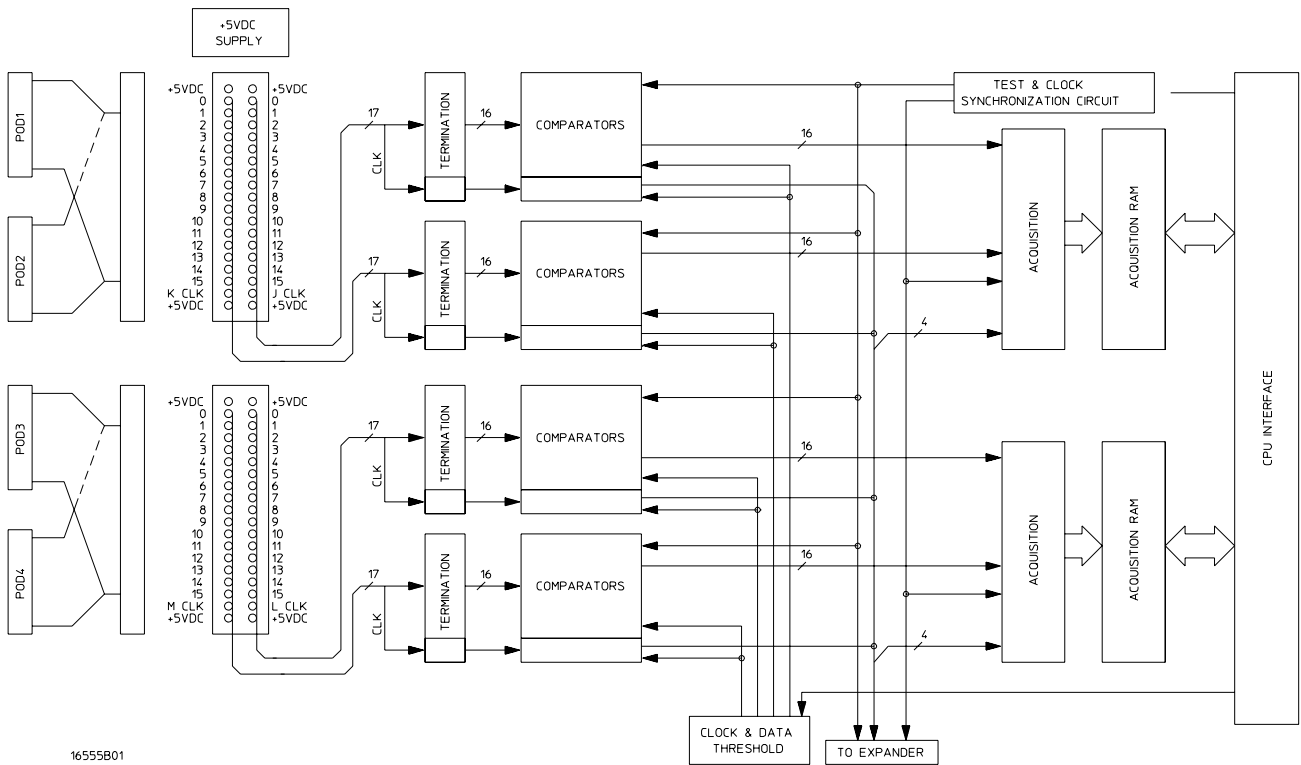 +5VDC
SUPPLY
POD1
POD2
+5VDC +5VDC
0 0
1 1
2 2
3 3
4 4
5 5
6 6
7 7
8 8
9 9
10 10
11 11
12 12
13 13
14 14
15 15
K CLK J CLK
+5VDC +5VDC
17
CLK
TERMINATION
16
COMPARATORS
17
CLK
TERMINATION
16
COMPARATORS
TEST & CLOCK
SYNCHRONIZATION CIRCUIT
16
16
4
ACQUISITION
ACQUISITION RAM
CPU INTERFACE
POD3
POD4
+5VDC +5VDC
0 0
1 1
2 2
3 3
4 4
5 5
6 6
7 7
8 8
9 9
10 10
11 11
12 12
13 13
14 14
15 15
M CLK L CLK
+5VDC +5VDC
17
CLK
TERMINATION
16
COMPARATORS
17
CLK
TERMINATION
16
COMPARATORS
16
16
4
ACQUISITION
ACQUISITION RAM
CLOCK & DATA
THRESHOLD
TO EXPANDER
16555B01